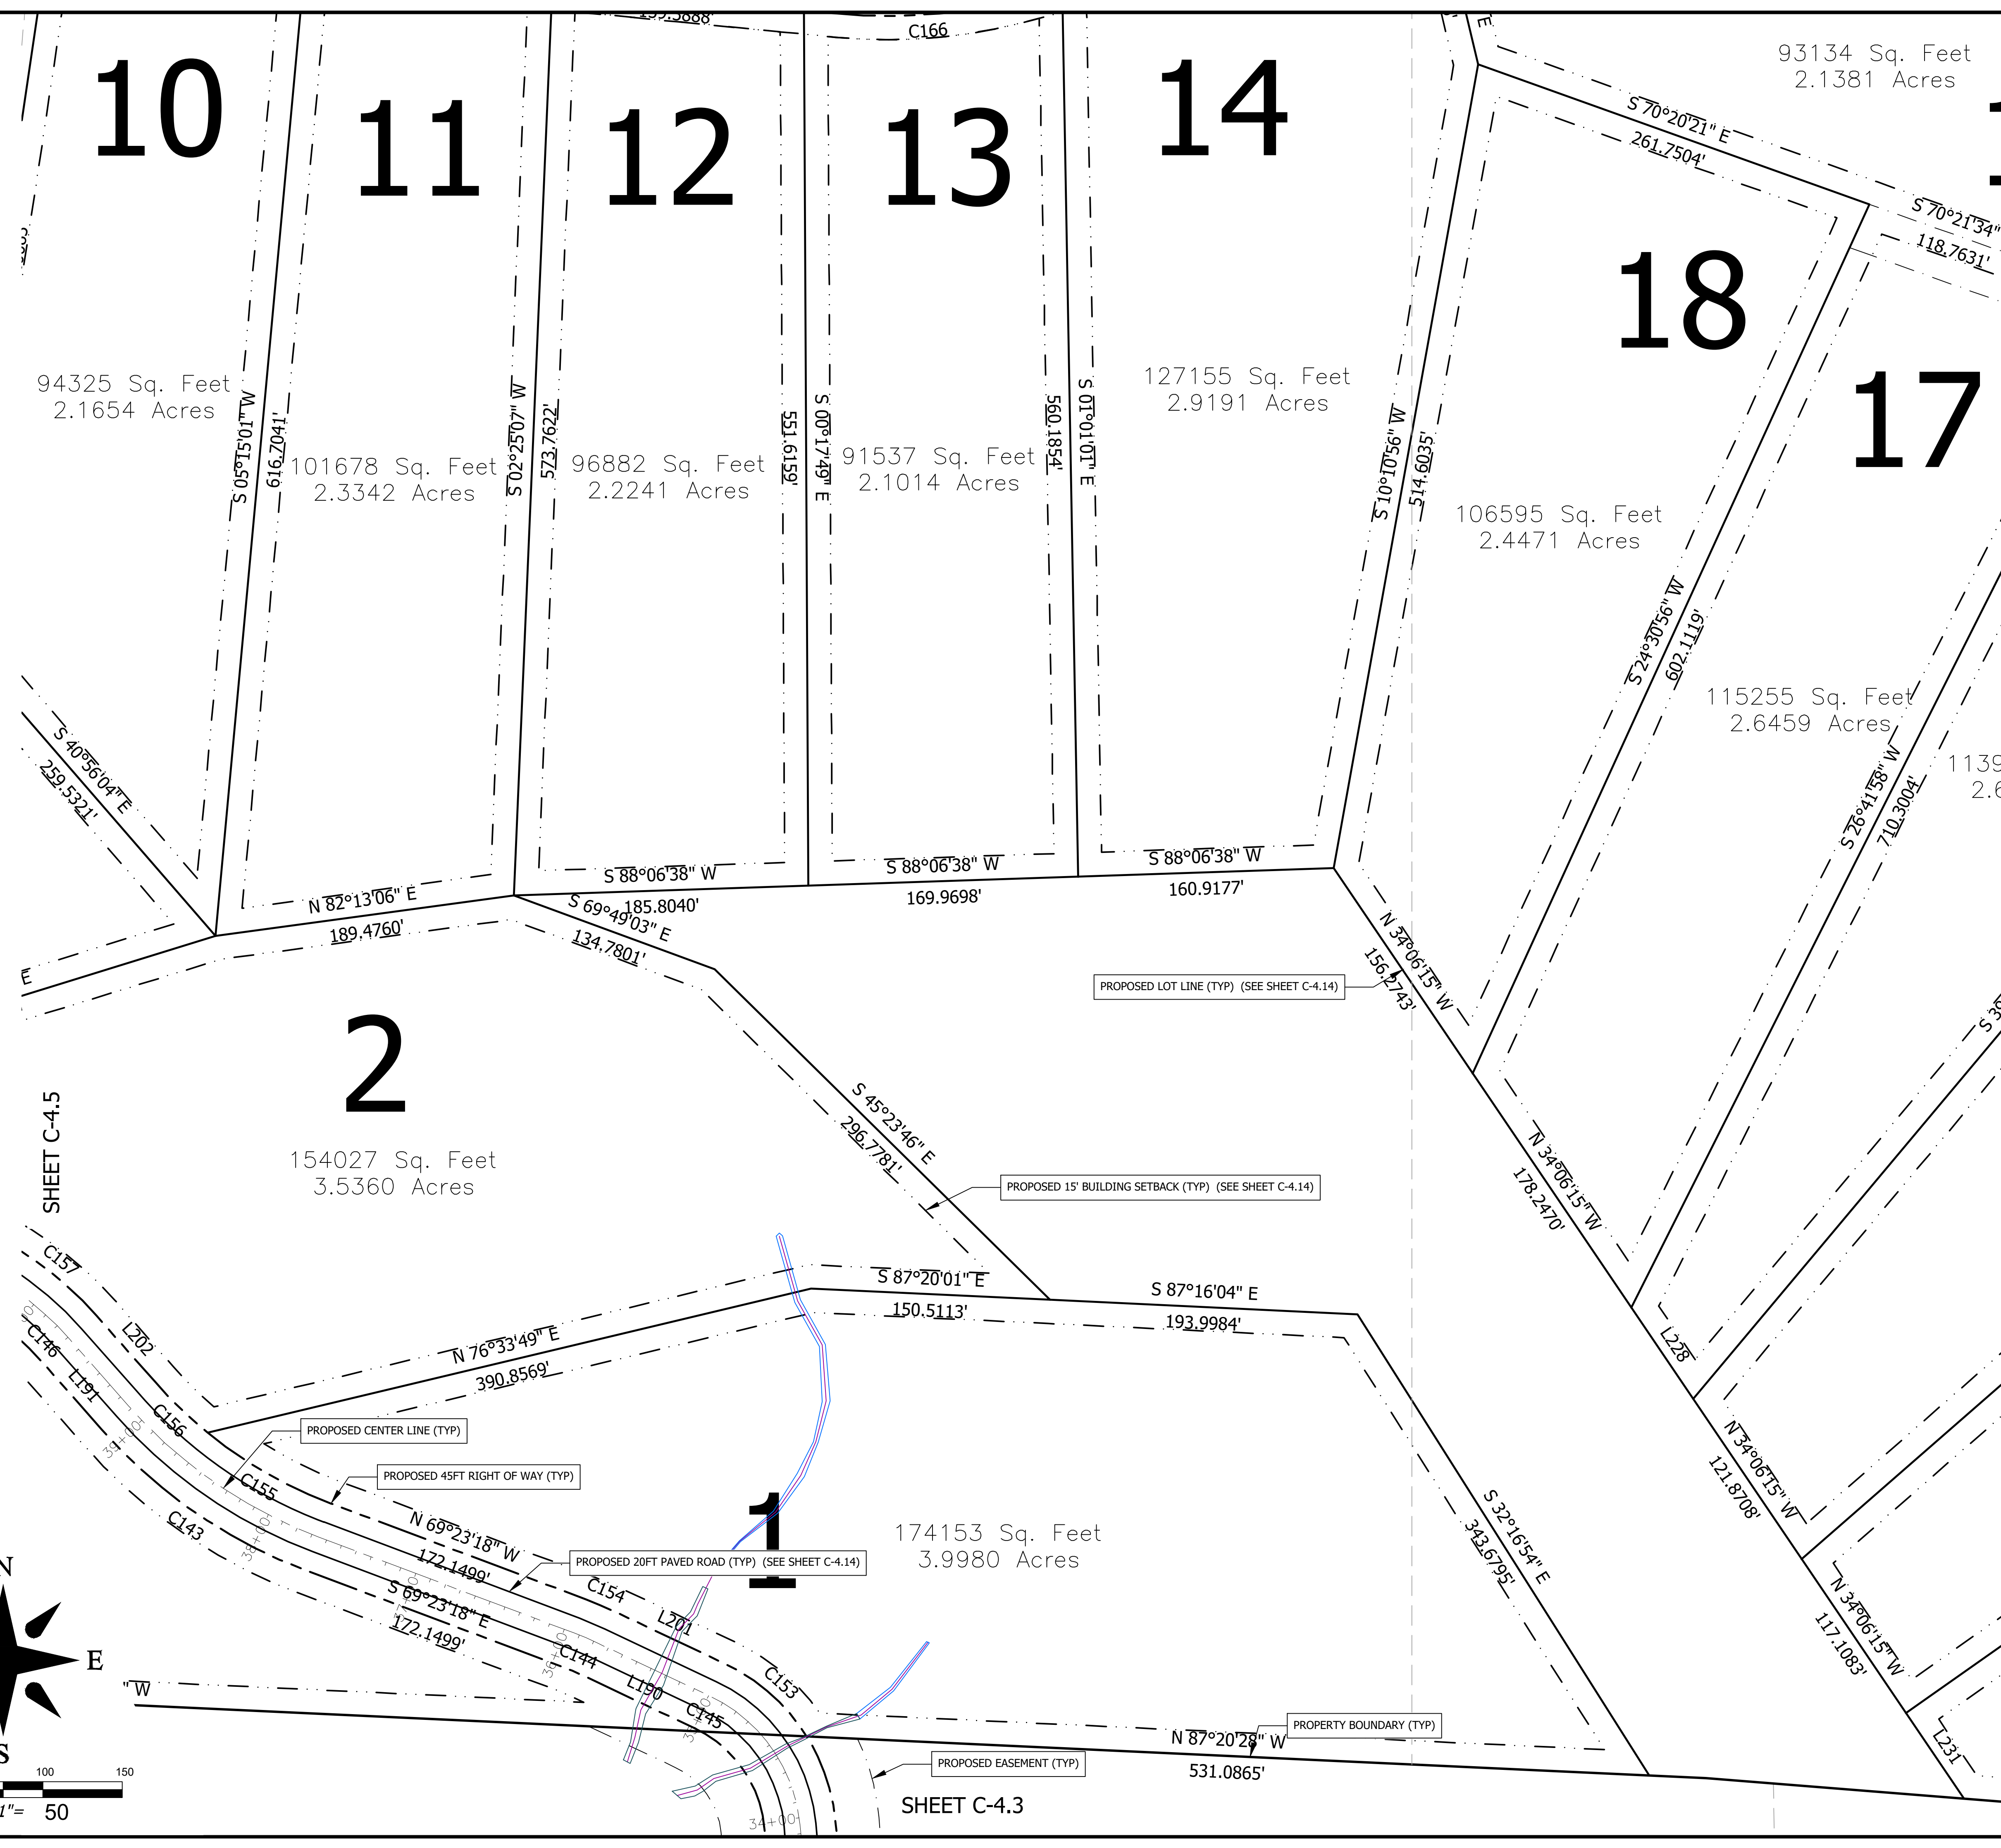 C166
10
11
12
13
14
18
17
93134 Sq. Feet
2.1381 Acres
S 70°20'21" E
261.7504'
S 70°21'34"
118.7631'
94325 Sq. Feet
2.1654 Acres
S 05°15'01" W
616.7041'
101678 Sq. Feet
2.3342 Acres
S 02°25'07" W
573.7622'
96882 Sq. Feet
2.2241 Acres
551.6159'
S 00°17'49" E
91537 Sq. Feet
2.1014 Acres
560.1854'
S 01°01'01" E
127155 Sq. Feet
2.9191 Acres
S 10°10'56" W
514.6035'
106595 Sq. Feet
2.4471 Acres
S 24°30'56" W
602.1119'
115255 Sq. Feet
2.6459 Acres
S 26°41'58" W
710.3004'
S 40°56'04" E
259.5321'
N 82°13'06" E
189.4760'
S 88°06'38" W
185.8040'
S 88°06'38" W
169.9698'
S 88°06'38" W
160.9177'
S 69°49'03" E
134.7801'
E
PROPOSED LOT LINE (TYP) (SEE SHEET C-4.14)
N 34°06'15" W
156.2743'
2
154027 Sq. Feet
3.5360 Acres
SHEET C-4.5
S 45°23'46" E
296.7781'
PROPOSED 15' BUILDING SETBACK (TYP) (SEE SHEET C-4.14)
N 34°06'15" W
178.2470'
S 87°20'01" E
150.5113'
S 87°16'04" E
193.9984'
N 76°33'49" E
390.8569'
C157
L202
C146
L191
C156
39+00
L228
N 34°06'15" W
121.8708'
PROPOSED CENTER LINE (TYP)
PROPOSED 45FT RIGHT OF WAY (TYP)
C155
C143
38+00
1
174153 Sq. Feet
3.9980 Acres
N 69°23'18" W
172.1499'
PROPOSED 20FT PAVED ROAD (TYP) (SEE SHEET C-4.14)
S 69°23'18" E
172.1499'
37+00
C154
L201
S 32°16'54" E
343.6795'
N 34°06'15" W
117.1083'
C144
36+00
L190
C153
C145
N
E
S
" W
PROPERTY BOUNDARY (TYP)
N 87°20'28" W
531.0865'
L231
PROPOSED EASEMENT (TYP)
SHEET C-4.3
34+00
100 150
1"= 50